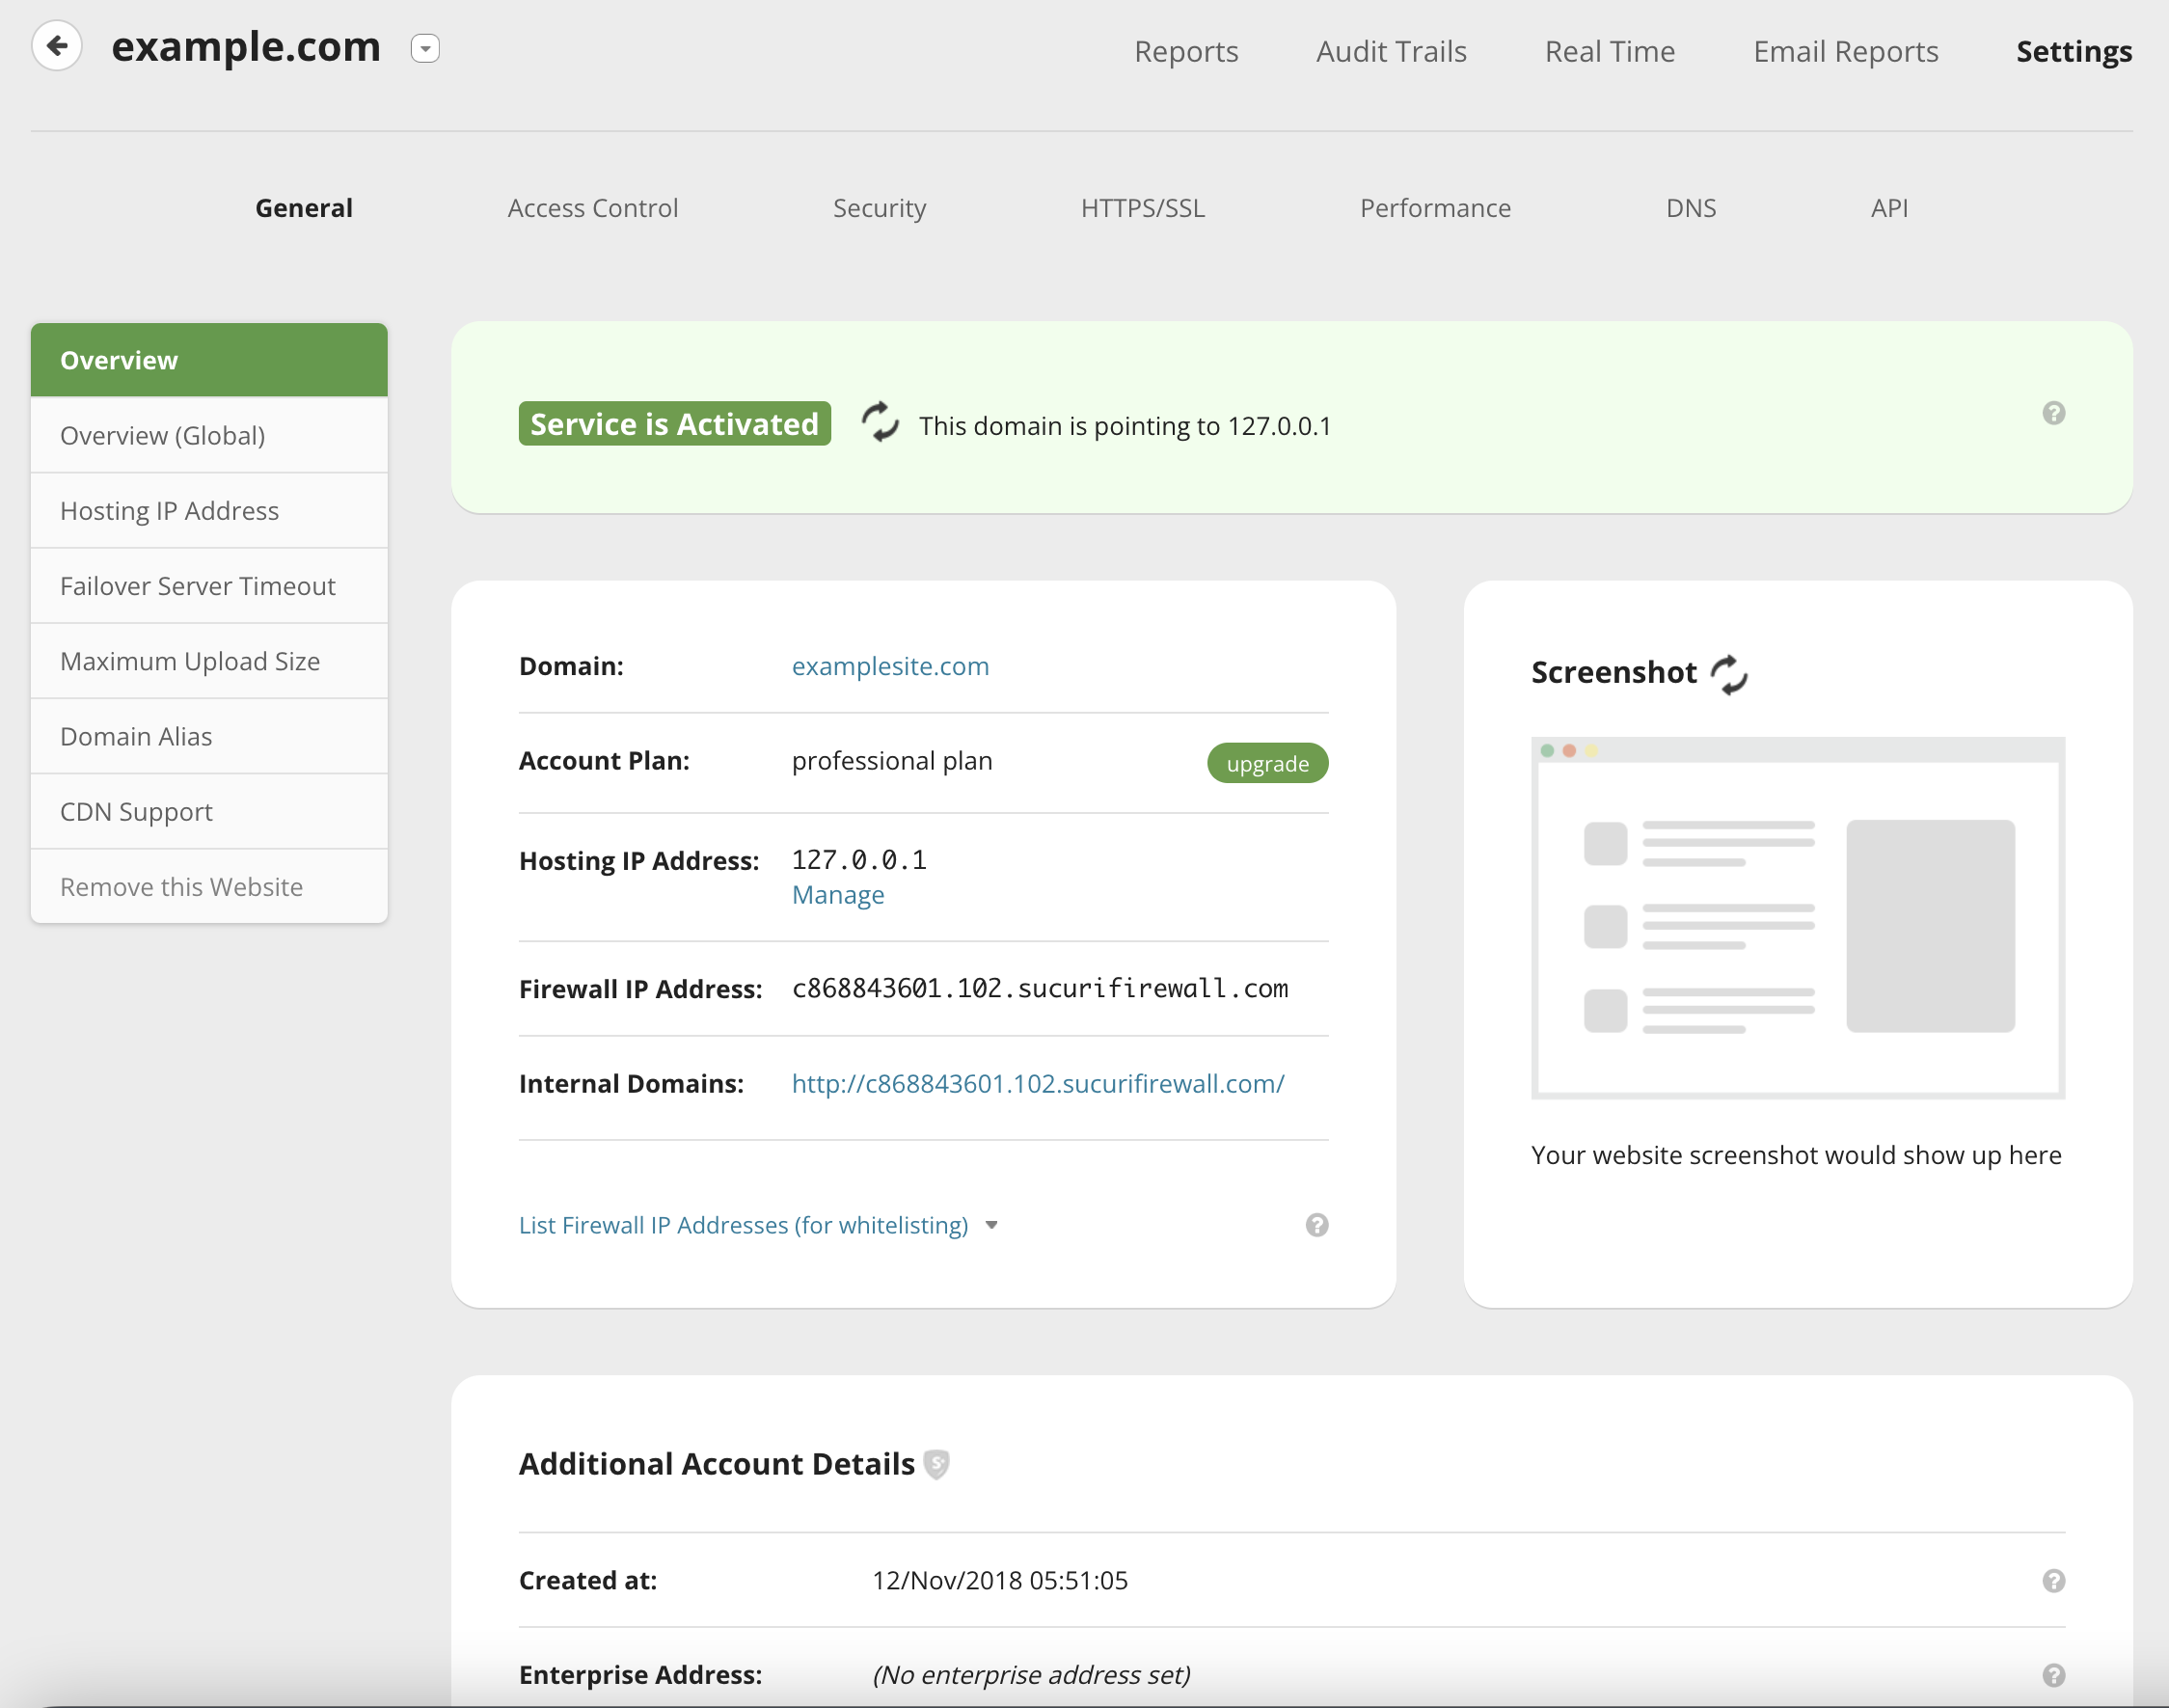 example.com
Reports Audit Trails Real Time Email Reports Settings
General Access Control Security HTTPS/SSL Performance DNS API
Overview
Overview (Global)
Hosting IP Address
Failover Server Timeout
Maximum Upload Size
Domain Alias
CDN Support
Remove this Website
Service is Activated This domain is pointing to 127.0.0.1 ?
Domain: examplesite.com
Account Plan: professional plan upgrade
Hosting IP Address: 127.0.0.1
Manage
Firewall IP Address: c868843601.102.sucurifirewall.com
Internal Domains: http://c868843601.102.sucurifirewall.com/
List Firewall IP Addresses (for whitelisting) ?
Screenshot
Your website screenshot would show up here
Additional Account Details
Created at: 12/Nov/2018 05:51:05 ?
Enterprise Address: (No enterprise address set) ?